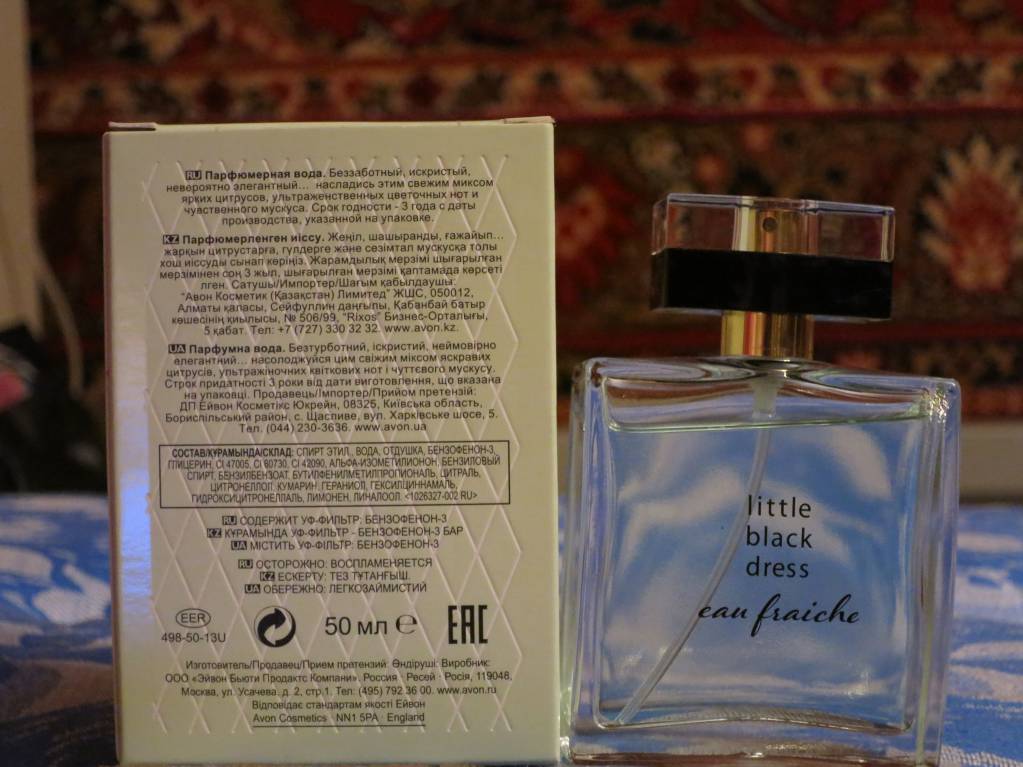 RU Парфюмерная вода. Беззаботный, искристый,
невероятно элегантный... насладись этим свежим миксом
ярких цитрусов, ультраженственных цветочных нот и
чувственного мускуса. Срок годности - 3 года с даты
производства, указанной на упаковке.
KZ Парфюмерленген иіссу. Жеңіл, шашыранды, ғажайып...
жарқын цитрустарға, гүлдерге және сезімтал мускусқа толы
хош иіссуды сынап көріңіз. Жарамдылық мерзімі шығарылған
мерзімінен соң 3 жыл, шығарылған мерзімі қаптамада көрсеті
лген. Сатушы/Импортер/Шағым қабылдаушы:
"Авон Косметик (Қазақстан) Лимитед" ЖШС, 050012,
Алматы қаласы, Сейфуллин даңғылы, Қабанбай батыр
көшесінің қиылысы, № 506/99, "Rixos" Бизнес-Орталығы,
5 қабат. Тел: +7 (727) 330 32 32. www.avon.kz.
UA Парфумна вода. Безтурботний, іскристий, неймовірно
елегантний... насолоджуйся цим свіжим міксом яскравих
цитрусів, ультражіночних квіткових нот і чуттєвого мускусу.
Строк придатності 3 роки від дати виготовлення, що вказана
на упаковці. Продавець/Імпортер/Прийом претензій:
ДП Ейвон Косметікс Юкрейн, 08325, Київська область,
Бориспільський район, с. Щасливе, вул. Харківське шосе, 5.
Тел. (044) 230-3636. www.avon.ua
СОСТАВ/ҚҰРАМЫНДА/СКЛАД: СПИРТ ЭТИЛ., ВОДА, ОТДУШКА, БЕНЗОФЕНОН-3,
ГЛИЦЕРИН, CI 47005, CI 60730, CI 42090, АЛЬФА-ИЗОМЕТИЛИОНОН, БЕНЗИЛОВЫЙ
СПИРТ, БЕНЗИЛБЕНЗОАТ, БУТИЛФЕНИЛМЕТИЛПРОПИОНАЛЬ, ЦИТРАЛЬ,
ЦИТРОНЕЛЛОЛ, КУМАРИН, ГЕРАНИОЛ, ГЕКСИЛЦИННАМАЛЬ,
ГИДРОКСИЦИТРОНЕЛЛАЛЬ, ЛИМОНЕН, ЛИНАЛООЛ. <1026327-002 RU>
RU СОДЕРЖИТ УФ-ФИЛЬТР: БЕНЗОФЕНОН-3
KZ ҚҰРАМЫНДА УФ-ФИЛЬТР - БЕНЗОФЕНОН-3 БАР
UA МІСТИТЬ УФ-ФІЛЬТР: БЕНЗОФЕНОН-3
RU ОСТОРОЖНО: ВОСПЛАМЕНЯЕТСЯ
KZ ЕСКЕРТУ: ТЕЗ ТҰТАНҒЫШ.
UA ОБЕРЕЖНО: ЛЕГКОЗАЙМИСТИЙ
EER
498-50-13U
50 мл ℮
EAC
Изготовитель/Продавец/Прием претензий: Өндіруші: Виробник:
ООО «Эйвон Бьюти Продактс Компани». Россия · Ресей · Росія, 119048,
Москва, ул. Усачева, д. 2, стр.1. Тел: (495) 792 36 00. www.avon.ru
Відповідає стандартам якості Ейвон
Avon Cosmetics NN1 5PA · England
little
black
dress
eau fraiche